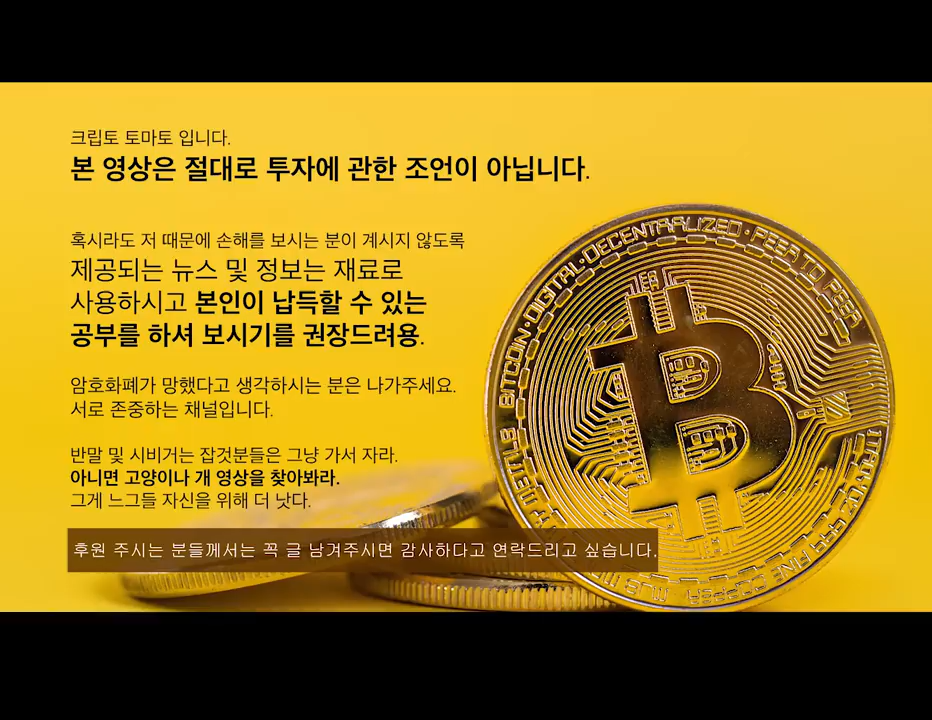 크립토 토마토 입니다.
본 영상은 절대로 투자에 관한 조언이 아닙니다.
혹시라도 저 때문에 손해를 보시는 분이 계시지 않도록
제공되는 뉴스 및 정보는 재료로
사용하시고 본인이 납득할 수 있는
공부를 하셔 보시기를 권장드려용.
암호화폐가 망했다고 생각하시는 분은 나가주세요.
서로 존중하는 채널입니다.
반말 및 시비거는 잡것분들은 그냥 가서 자라.
아니면 고양이나 개 영상을 찾아봐라.
그게 느그들 자신을 위해 더 낫다.
후원 주시는 분들께서는 꼭 글 남겨주시면 감사하다고 연락드리고 싶습니다.
BITCOIN·DIGITAL·DECENTRALIZED·PEER TO PEER